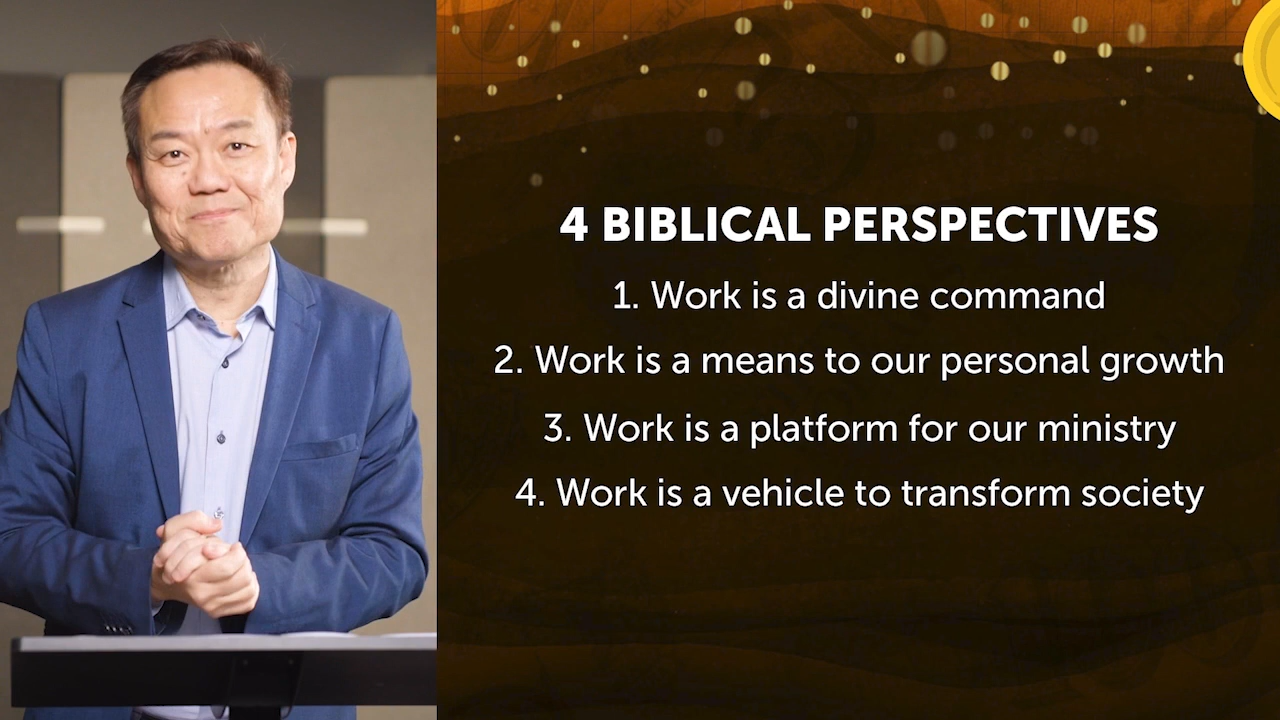 4 BIBLICAL PERSPECTIVES
1. Work is a divine command
2. Work is a means to our personal growth
3. Work is a platform for our ministry
4. Work is a vehicle to transform society